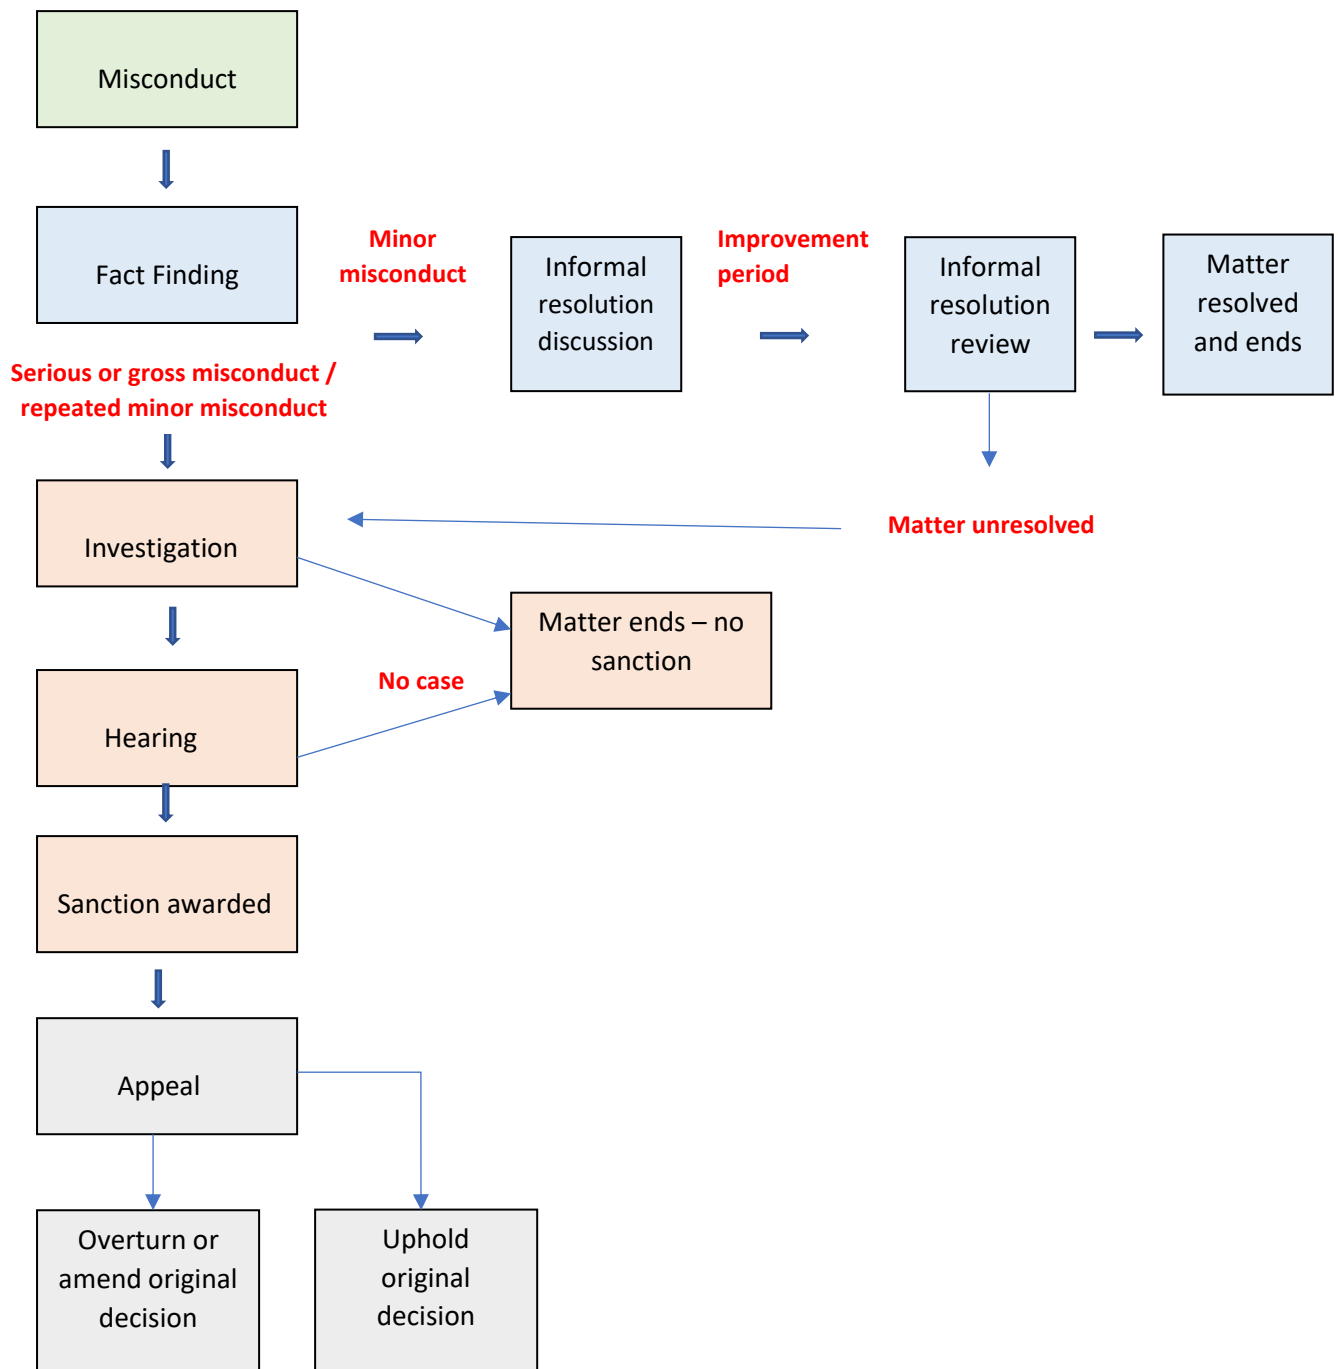 Misconduct
Fact Finding
Minor
misconduct
Informal
resolution
discussion
Improvement
period
Informal
resolution
review
Matter
resolved
and ends
Serious or gross misconduct /
repeated minor misconduct
Matter unresolved
Investigation
Matter ends – no
sanction
No case
Hearing
Sanction awarded
Appeal
Overturn or
amend original
decision
Uphold
original
decision